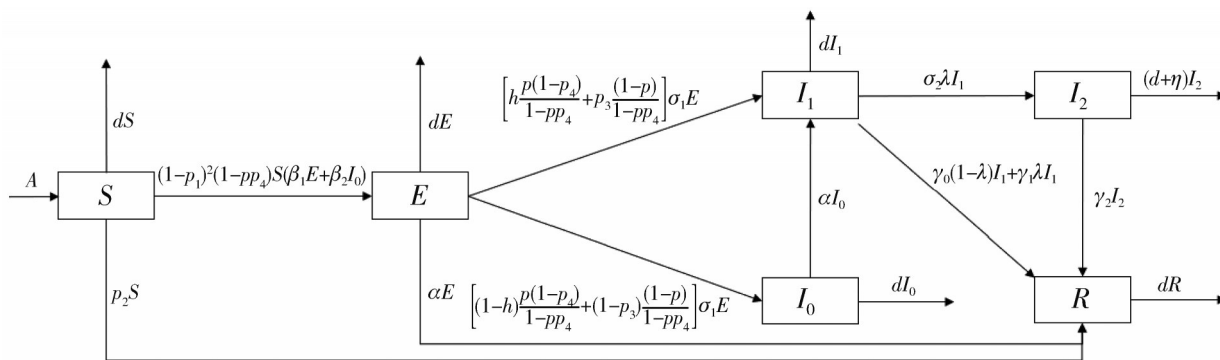 dI₁
[h p(1−p₄)/1−pp₄ + p₃ (1−p)/1−pp₄]σ₁E
I₁
σ₂λI₁
I₂
(d+η)I₂
dS
dE
A
S
(1−p₁)²(1−pp₄)S(β₁E+β₂I₀)
E
αI₀
γ₀(1−λ)I₁+γ₁λI₁
γ₂I₂
p₂S
αE
[(1−h) p(1−p₄)/1−pp₄ + (1−p₃) (1−p)/1−pp₄]σ₁E
I₀
dI₀
R
dR